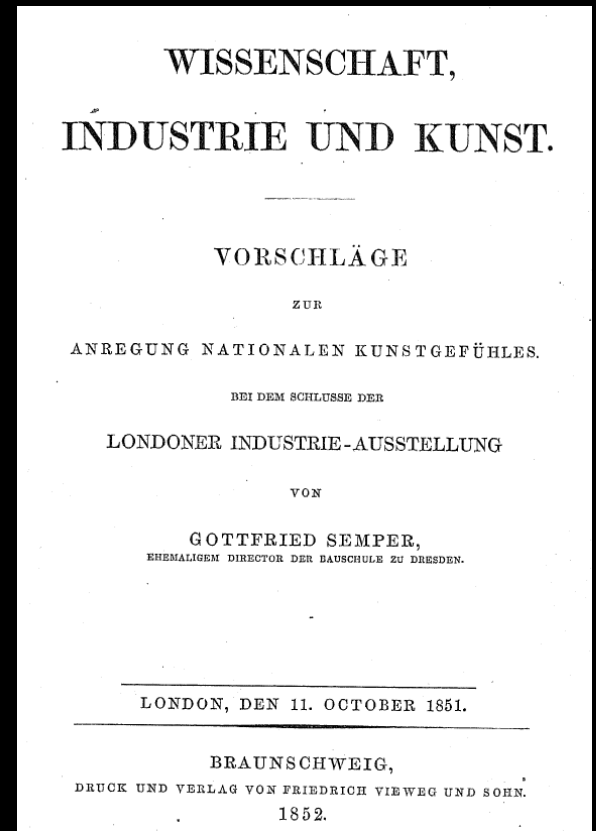 WISSENSCHAFT,
INDUSTRIE UND KUNST.
VORSCHLÄGE
ZUR
ANREGUNG NATIONALEN KUNSTGEFÜHLES.
BEI DEM SCHLUSSE DER
LONDONER INDUSTRIE-AUSSTELLUNG
VON
GOTTFRIED SEMPER,
EHEMALIGEM DIRECTOR DER BAUSCHULE ZU DRESDEN.
LONDON, DEN 11. OCTOBER 1851.
BRAUNSCHWEIG,
DRUCK UND VERLAG VON FRIEDRICH VIEWEG UND SOHN.
1852.